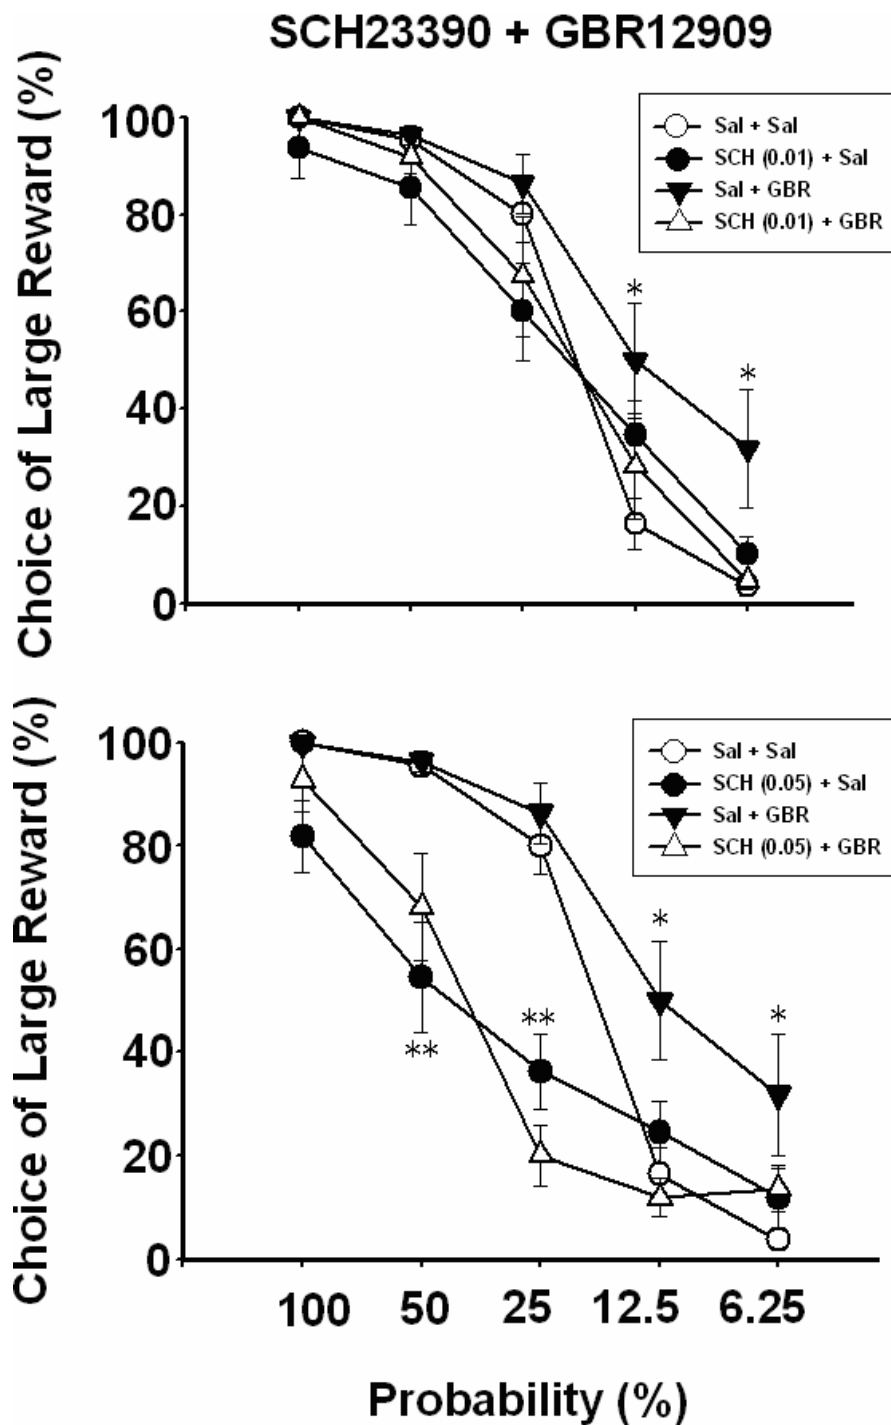 SCH23390 + GBR12909
Choice of Large Reward (%)
100
80
60
40
20
0
Sal + Sal
SCH (0.01) + Sal
Sal + GBR
SCH (0.01) + GBR
*
*
Choice of Large Reward (%)
100
80
60
40
20
0
Sal + Sal
SCH (0.05) + Sal
Sal + GBR
SCH (0.05) + GBR
**
**
*
*
100 50 25 12.5 6.25
Probability (%)